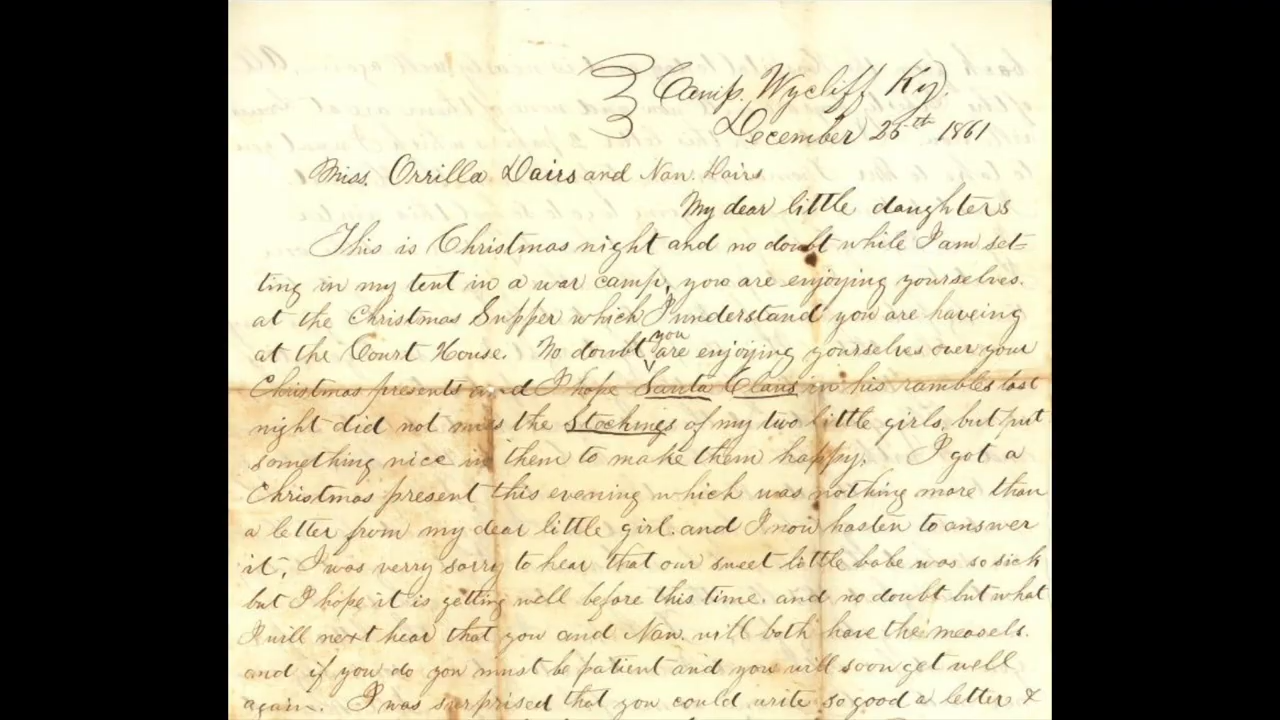 Camp. Wycliff Ky.
December 25th 1861
Miss. Orrilla Davis and Nan. Davis
My dear little daughters
This is Christmas night and no doubt while I am set=
ting in my tent in a war camp, you are enjoying yourselves.
at the Christmas Supper which I understand you are haveing
at the Court House. No doubt you are enjoying yourselves over your
Christmas presents and I hope Santa Claus in his rambles last
night did not miss the Stockings of my two little girls, but put
something nice in them to make them happy. I got a
Christmas present this evening which was nothing more than
a letter from my dear little girl. and I now hasten to answer
it, I was verry sorry to hear that our sweet little babe was so sick
but I hope it is getting well before this time. and no doubt but what
I will next hear that you and Nan. will both have the measels.
and if you do you must be patient and you will soon get well
again. I was surprised that you could write so good a letter &